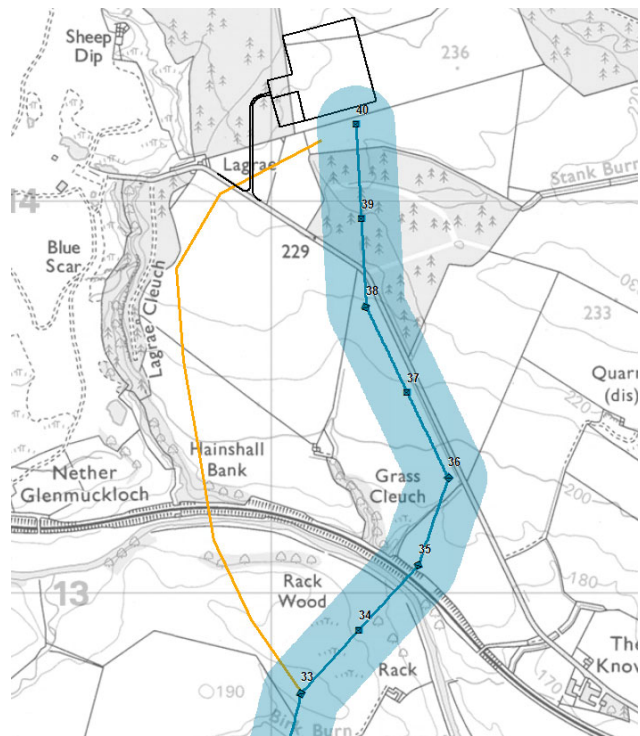 Sheep
Dip
236
40
Lagrae
Stank Burn
14
39
229
Blue
Scar
Lagrae Cleuch
38
233
230
37
Quarr
(dis)
220
Hainshall
Bank
36
Nether
Glenmuckloch
Grass
Cleuch
200
35
13
Rack
Wood
180
34
The
Know
33
Rack
190
170
Birk Burn